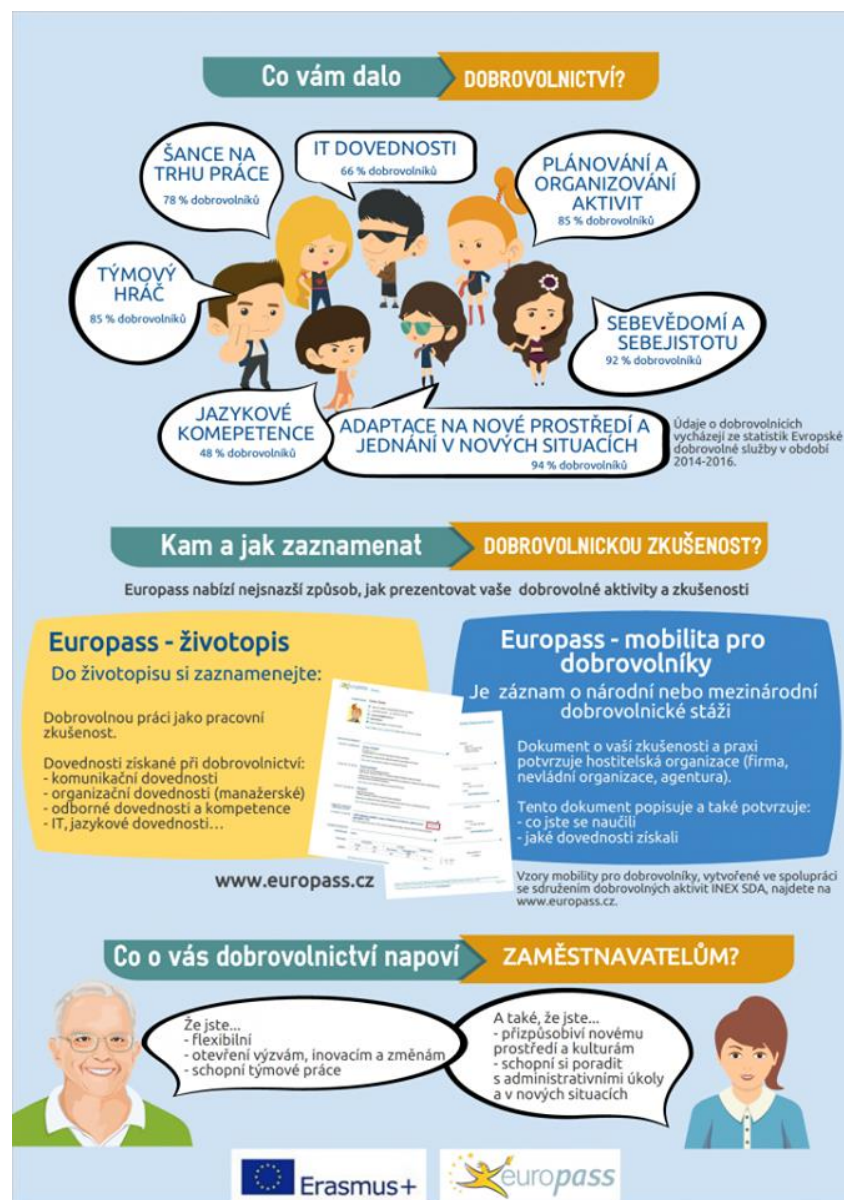 Co vám dalo DOBROVOLNICTVÍ?
ŠANCE NA
TRHU PRÁCE
78 % dobrovolníků
IT DOVEDNOSTI
66 % dobrovolníků
PLÁNOVÁNÍ A
ORGANIZOVÁNÍ
AKTIVIT
85 % dobrovolníků
TÝMOVÝ
HRÁČ
85 % dobrovolníků
SEBEVĚDOMÍ A
SEBEJISTOTU
92 % dobrovolníků
JAZYKOVÉ
KOMEPETENCE
48 % dobrovolníků
ADAPTACE NA NOVÉ PROSTŘEDÍ A
JEDNÁNÍ V NOVÝCH SITUACÍCH
94 % dobrovolníků
Údaje o dobrovolnících
vycházejí ze statistik Evropské
dobrovolné služby v období
2014-2016.
Kam a jak zaznamenat DOBROVOLNICKOU ZKUŠENOST?
Europass nabízí nejsnazší způsob, jak prezentovat vaše dobrovolné aktivity a zkušenosti
Europass - životopis
Do životopisu si zaznamenejte:
Dobrovolnou práci jako pracovní
zkušenost.
Dovednosti získané při dobrovolnictví:
- komunikační dovednosti
- organizační dovednosti (manažerské)
- odborné dovednosti a kompetence
- IT, jazykové dovednosti...
www.europass.cz
Europass - mobilita pro
dobrovolníky
Je záznam o národní nebo mezinárodní
dobrovolnické stáži
Dokument o vaší zkušenosti a praxi
potvrzuje hostitelská organizace (firma,
nevládní organizace, agentura).
Tento dokument popisuje a také potvrzuje:
- co jste se naučili
- jaké dovednosti získali
Vzory mobility pro dobrovolníky, vytvořené ve spolupráci
se sdružením dobrovolných aktivit INEX SDA, najdete na
www.europass.cz.
Co o vás dobrovolnictví napoví ZAMĚSTNAVATELŮM?
Že jste...
- flexibilní
- otevření výzvám, inovacím a změnám
- schopní týmové práce
A také, že jste...
- přizpůsobiví novému
prostředí a kulturám
- schopní si poradit
s administrativními úkoly
a v nových situacích
Erasmus+
europass